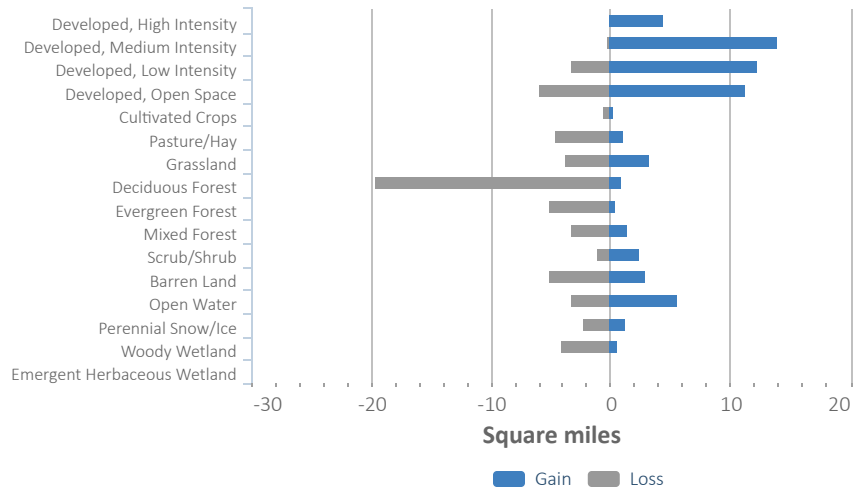 Developed, High Intensity
Developed, Medium Intensity
Developed, Low Intensity
Developed, Open Space
Cultivated Crops
Pasture/Hay
Grassland
Deciduous Forest
Evergreen Forest
Mixed Forest
Scrub/Shrub
Barren Land
Open Water
Perennial Snow/Ice
Woody Wetland
Emergent Herbaceous Wetland
-30 -20 -10 0 10 20
Square miles
Gain Loss